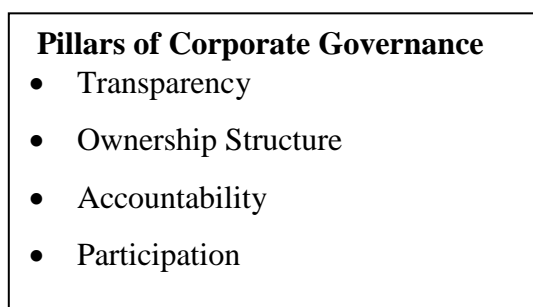 Pillars of Corporate Governance
• Transparency
• Ownership Structure
• Accountability
• Participation